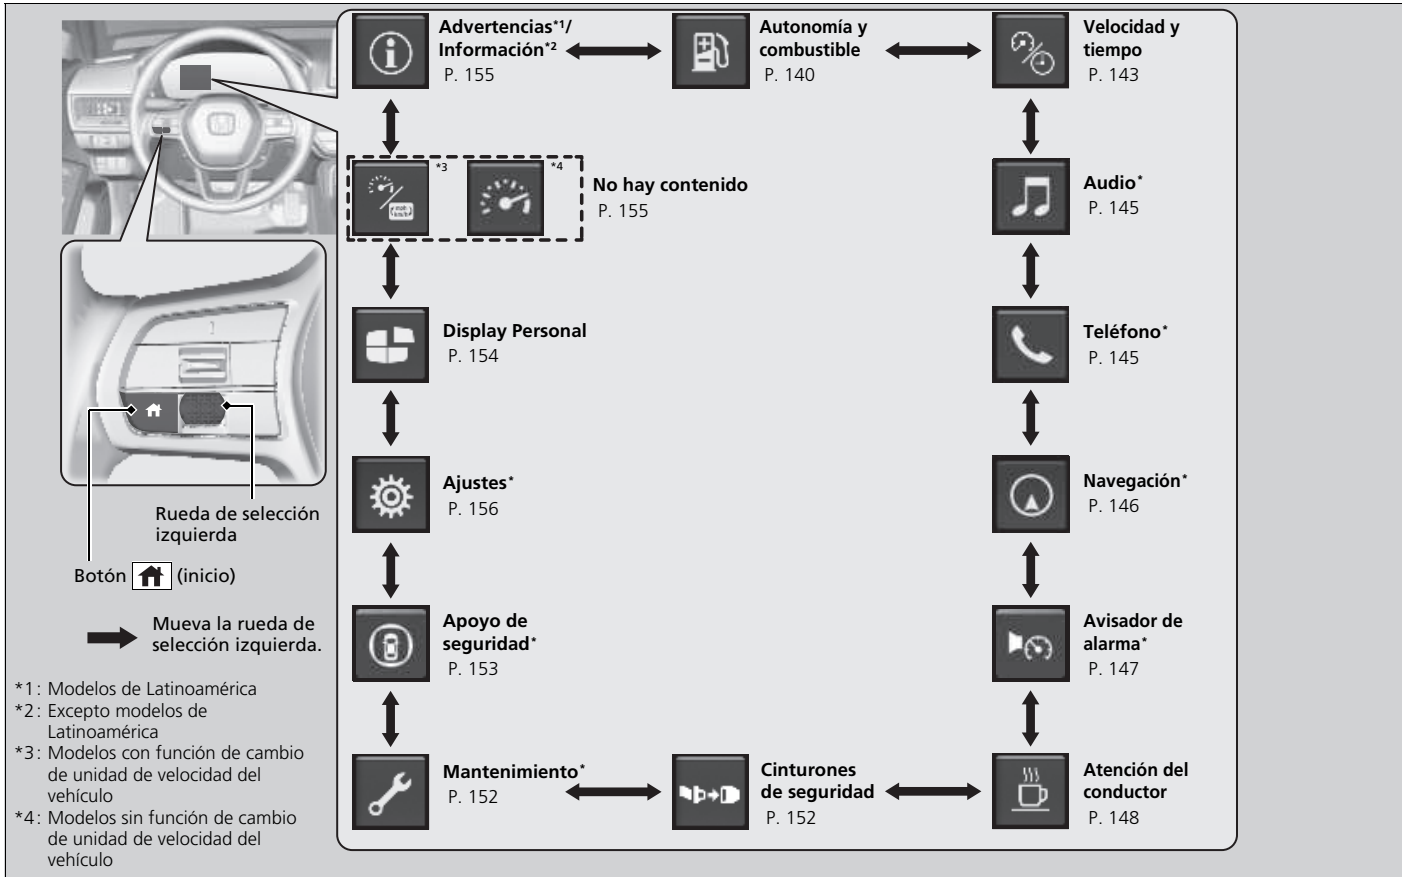 Advertencias*1/
Información*2
P. 155
Autonomía y
combustible
P. 140
Velocidad y
tiempo
P. 143
*3
*4
No hay contenido
P. 155
Audio*
P. 145
Display Personal
P. 154
Teléfono*
P. 145
Ajustes*
P. 156
Navegación*
P. 146
Rueda de selección
izquierda
Botón (inicio)
Mueva la rueda de
selección izquierda.
Apoyo de
seguridad*
P. 153
Avisador de
alarma*
P. 147
Mantenimiento*
P. 152
Cinturones
de seguridad
P. 152
Atención del
conductor
P. 148
*1: Modelos de Latinoamérica
*2: Excepto modelos de
Latinoamérica
*3: Modelos con función de cambio
de unidad de velocidad del
vehículo
*4: Modelos sin función de cambio
de unidad de velocidad del
vehículo